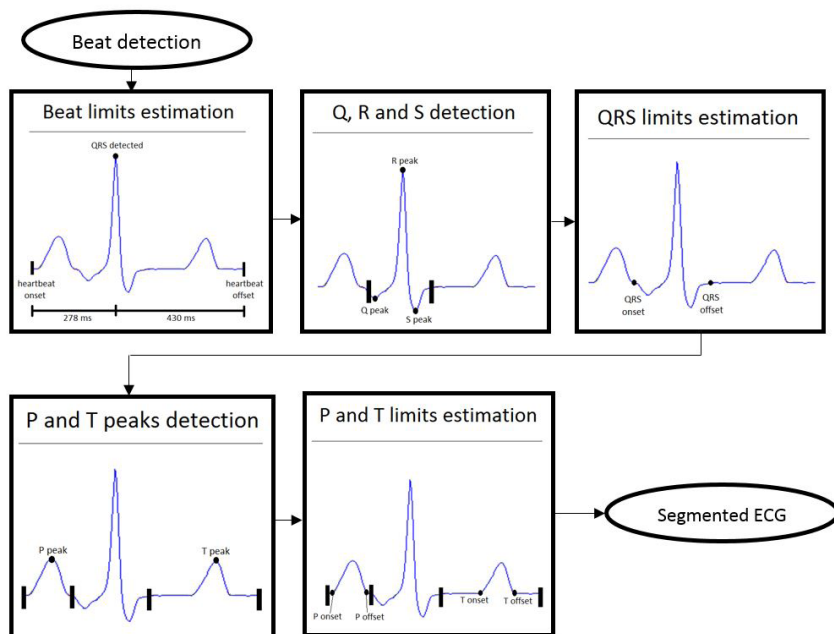 Beat detection
Beat limits estimation
QRS detected
heartbeat
onset
heartbeat
offset
278 ms
430 ms
Q, R and S detection
R peak
Q peak
S peak
QRS limits estimation
QRS
onset
QRS
offset
P and T peaks detection
P peak
T peak
P and T limits estimation
P onset
P offset
T onset
T offset
Segmented ECG